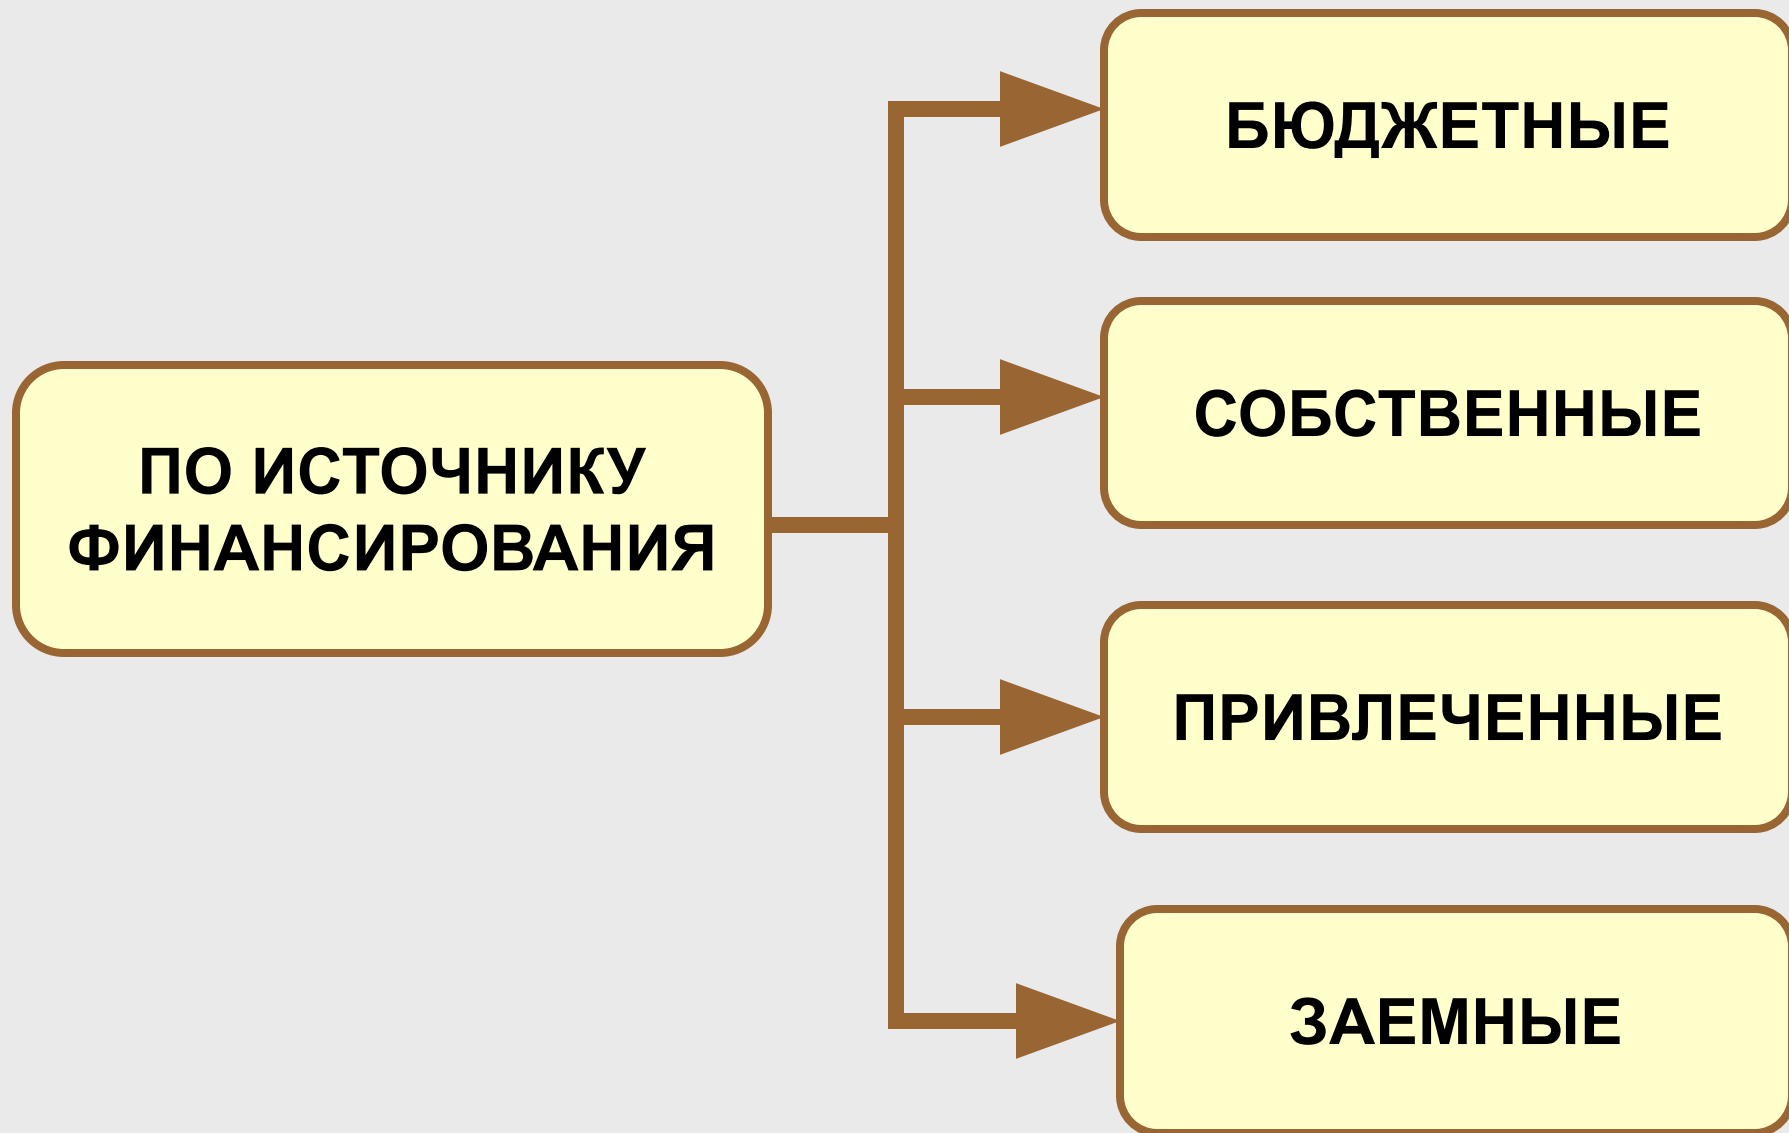 БЮДЖЕТНЫЕ
СОБСТВЕННЫЕ
ПО ИСТОЧНИКУ
ФИНАНСИРОВАНИЯ
ПРИВЛЕЧЕННЫЕ
ЗАЕМНЫЕ